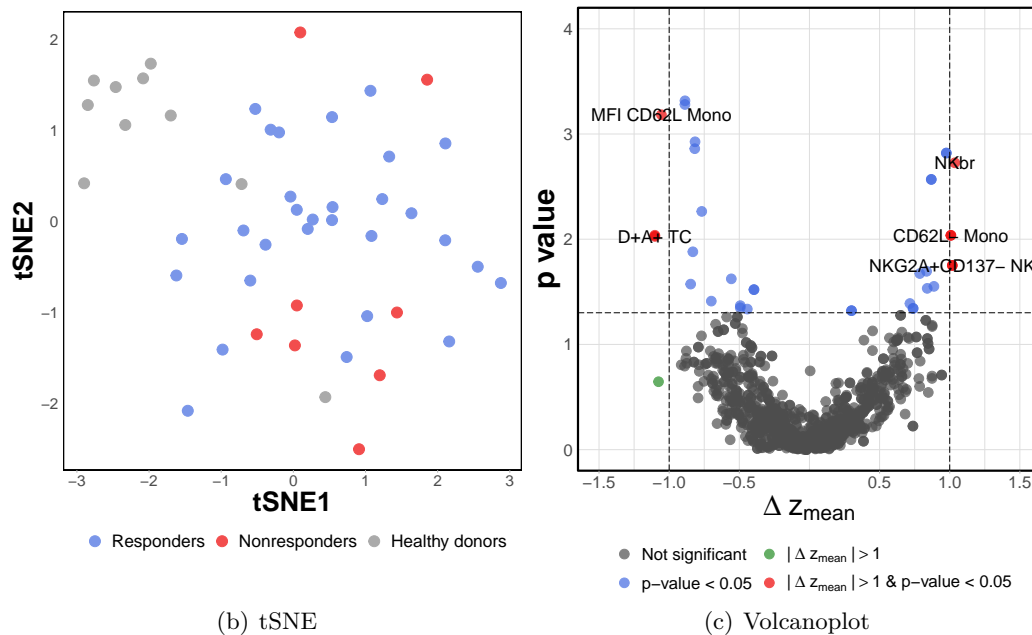 2
1
0
−1
−2
tSNE2
−3
−2
−1
0
1
2
3
tSNE1
Responders
Nonresponders
Healthy donors
(b) tSNE
4
3
2
1
0
p value
MFI CD62L Mono
NKbr
D+A+ TC
CD62L− Mono
NKG2A+CD137− NK
−1.5
−1.0
−0.5
0.5
1.0
1.5
Δ z mean
Not significant
| Δ z mean | > 1
p−value < 0.05
| Δ z mean | > 1 & p−value < 0.05
(c) Volcanoplot